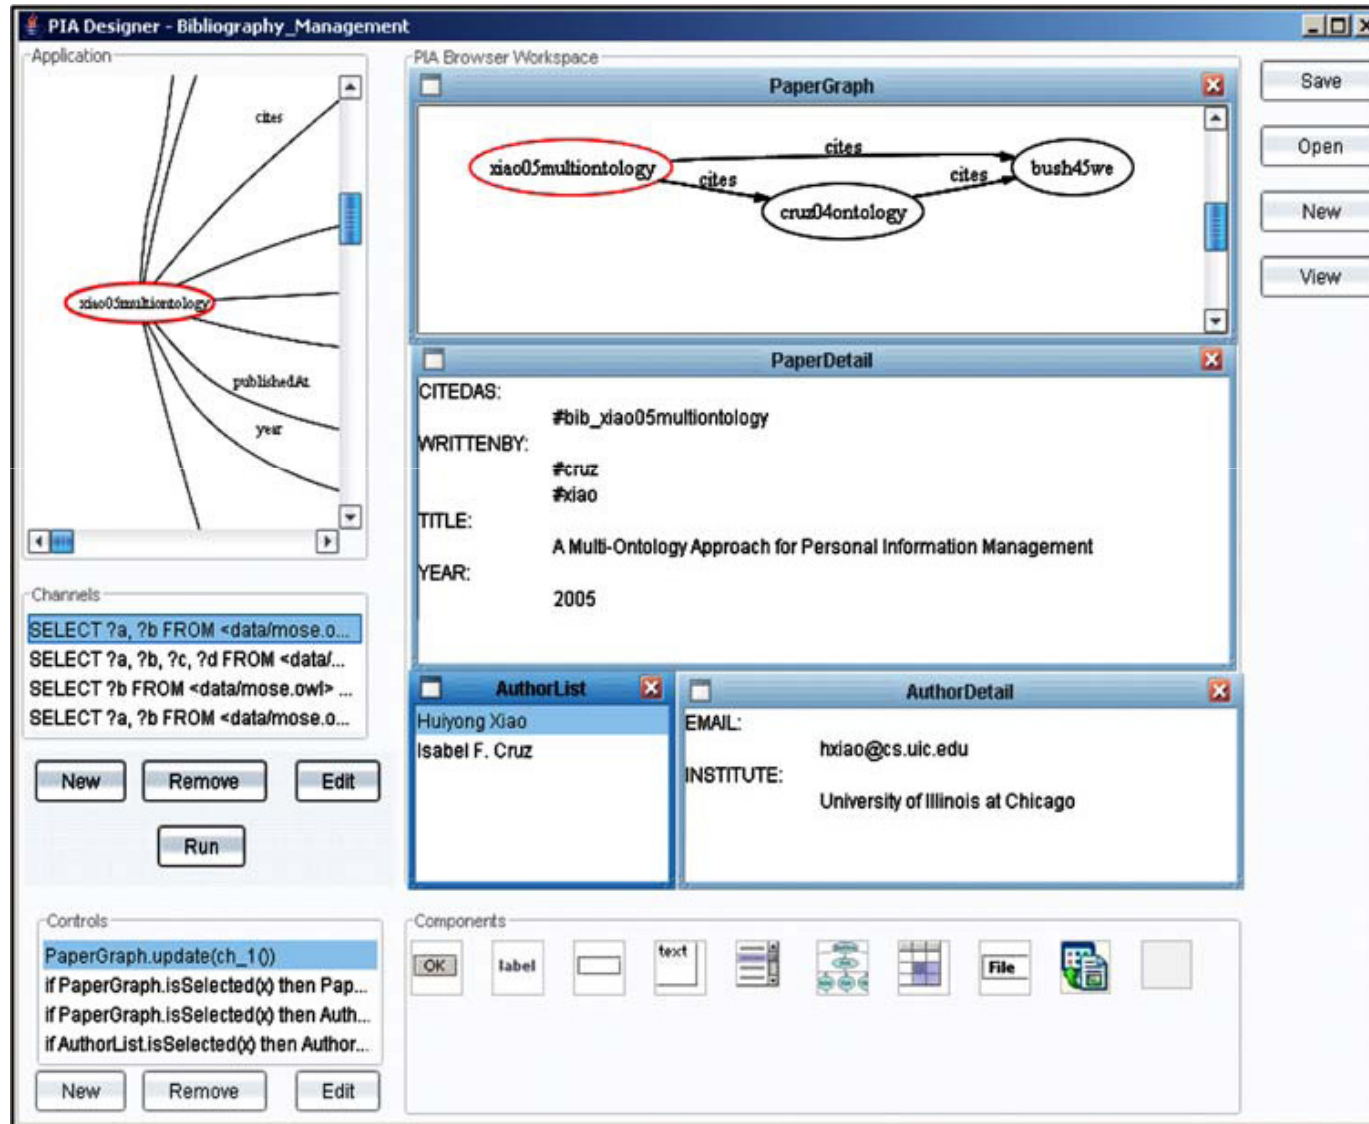 PIA Designer - Bibliography_Management
Application
cites
xiao05multiontology
publishedAt
year
Channels
SELECT ?a, ?b FROM <data/mose.o...
SELECT ?a, ?b, ?c, ?d FROM <data/...
SELECT ?b FROM <data/mose.owl> ...
SELECT ?a, ?b FROM <data/mose.o...
New Remove Edit
Run
Controls
PaperGraph.update(ch_1())
if PaperGraph.isSelected(x) then Pap...
if PaperGraph.isSelected(x) then Auth...
if AuthorList.isSelected(x) then Author...
New Remove Edit
PIA Browser Workspace
PaperGraph
cites
xiao05multiontology
bush45we
cites
cites
cruz04ontology
PaperDetail
CITEDAS:
#bib_xiao05multiontology
WRITTENBY:
#cruz
#xiao
TITLE:
A Multi-Ontology Approach for Personal Information Management
YEAR:
2005
AuthorList
Huiyong Xiao
Isabel F. Cruz
AuthorDetail
EMAIL:
hxiao@cs.uic.edu
INSTITUTE:
University of Illinois at Chicago
Components
OK label text File
Save
Open
New
View